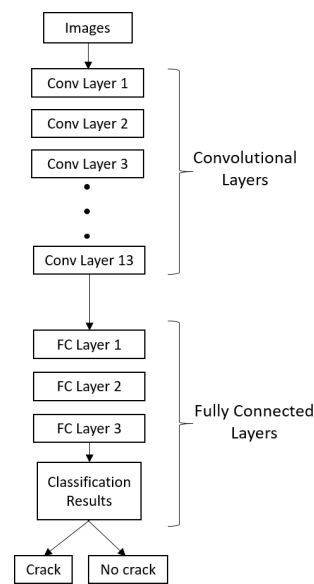 Images
Conv Layer 1
Conv Layer 2
Conv Layer 3
Convolutional
Layers
Conv Layer 13
FC Layer 1
FC Layer 2
FC Layer 3
Fully Connected
Layers
Classification
Results
Crack
No crack